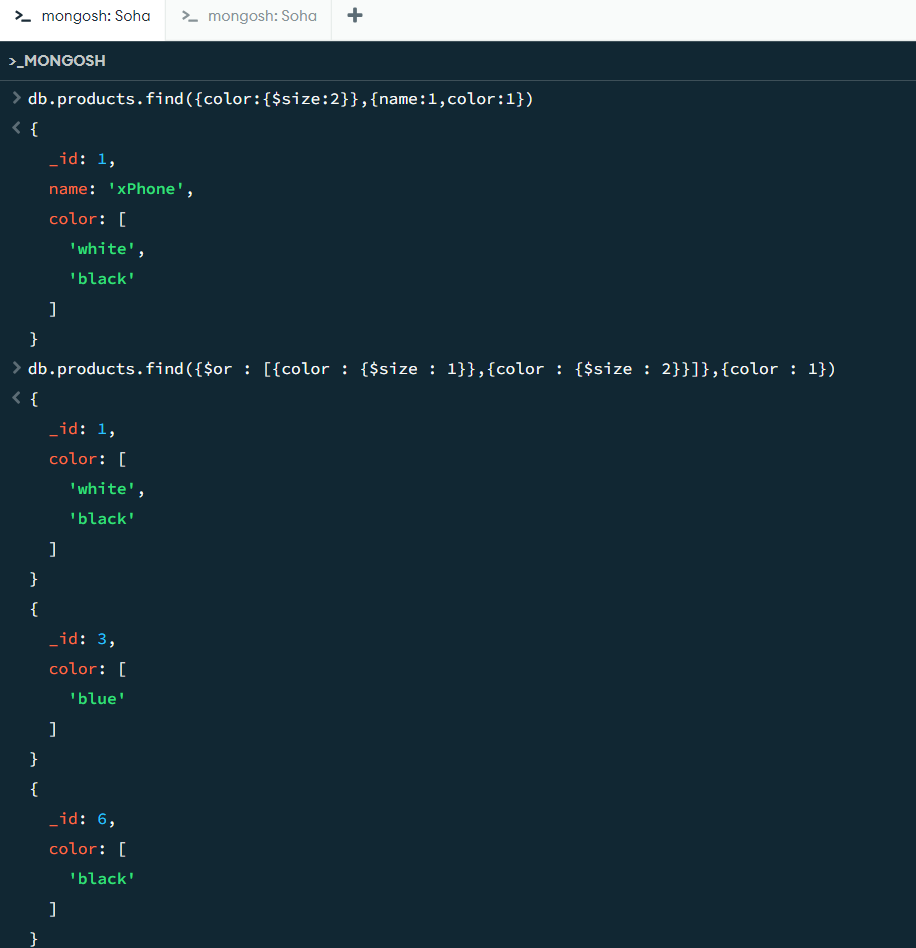 mongosh: Soha mongosh: Soha
>_MONGOSH
db.products.find({color:{$size:2}},{name:1,color:1})
{
_id: 1,
name: 'xPhone',
color: [
'white',
'black'
]
}
db.products.find({$or : [{color : {$size : 1}},{color : {$size : 2}}]},{color : 1})
{
_id: 1,
color: [
'white',
'black'
]
}
{
_id: 3,
color: [
'blue'
]
}
{
_id: 6,
color: [
'black'
]
}